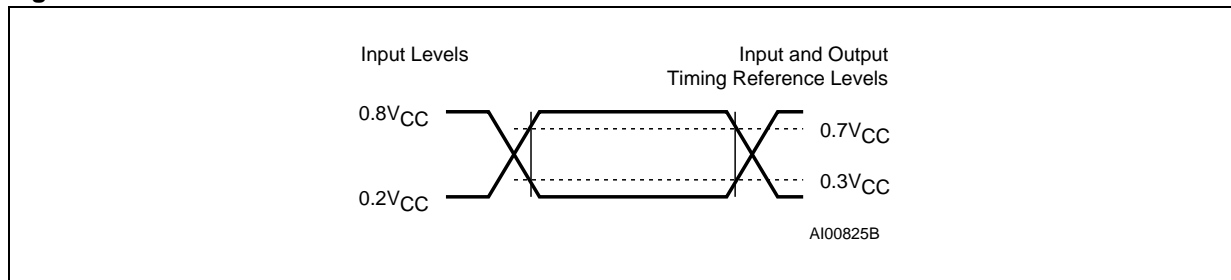 Input Levels
Input and Output
Timing Reference Levels
0.8VCC
0.7VCC
0.3VCC
0.2VCC
AI00825B